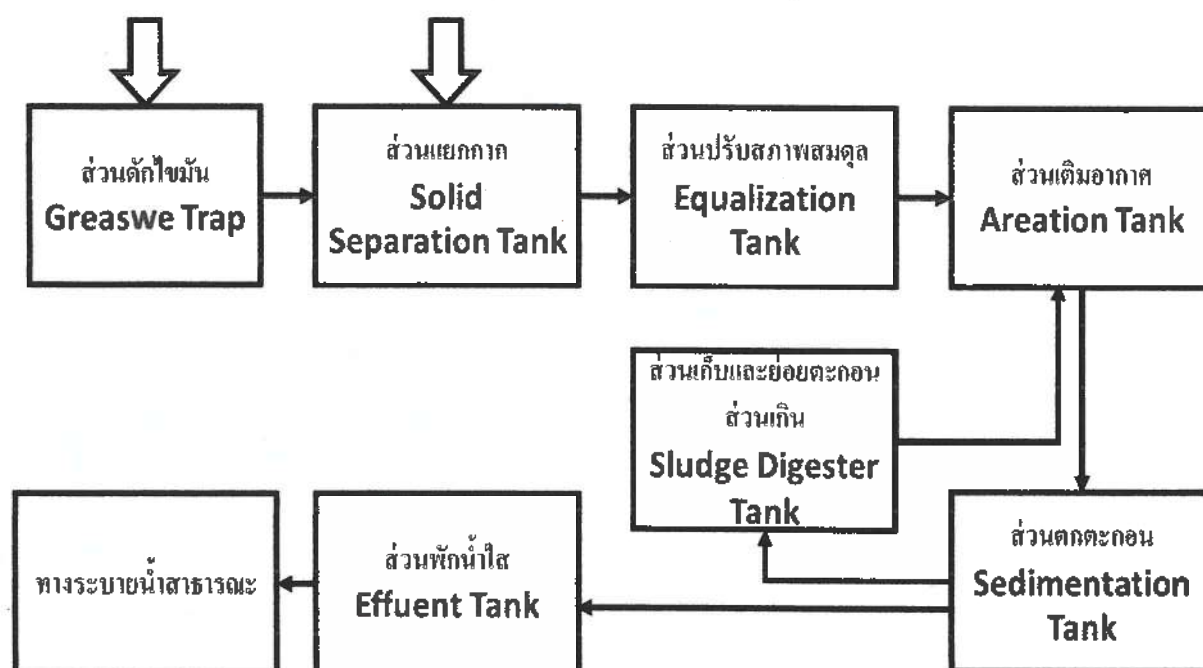 ส่วนดักไขมัน
Greaswe Trap
ส่วนแยกกาก
Solid
Separation Tank
ส่วนปรับสภาพสมดุล
Equalization
Tank
ส่วนเติมอากาศ
Areation Tank
ส่วนเก็บและย่อยตะกอน
ส่วนเกิน
Sludge Digester
Tank
ส่วนตกตะกอน
Sedimentation
Tank
ส่วนพักน้ำใส
Effuent Tank
ทางระบายน้ำสาธารณะ